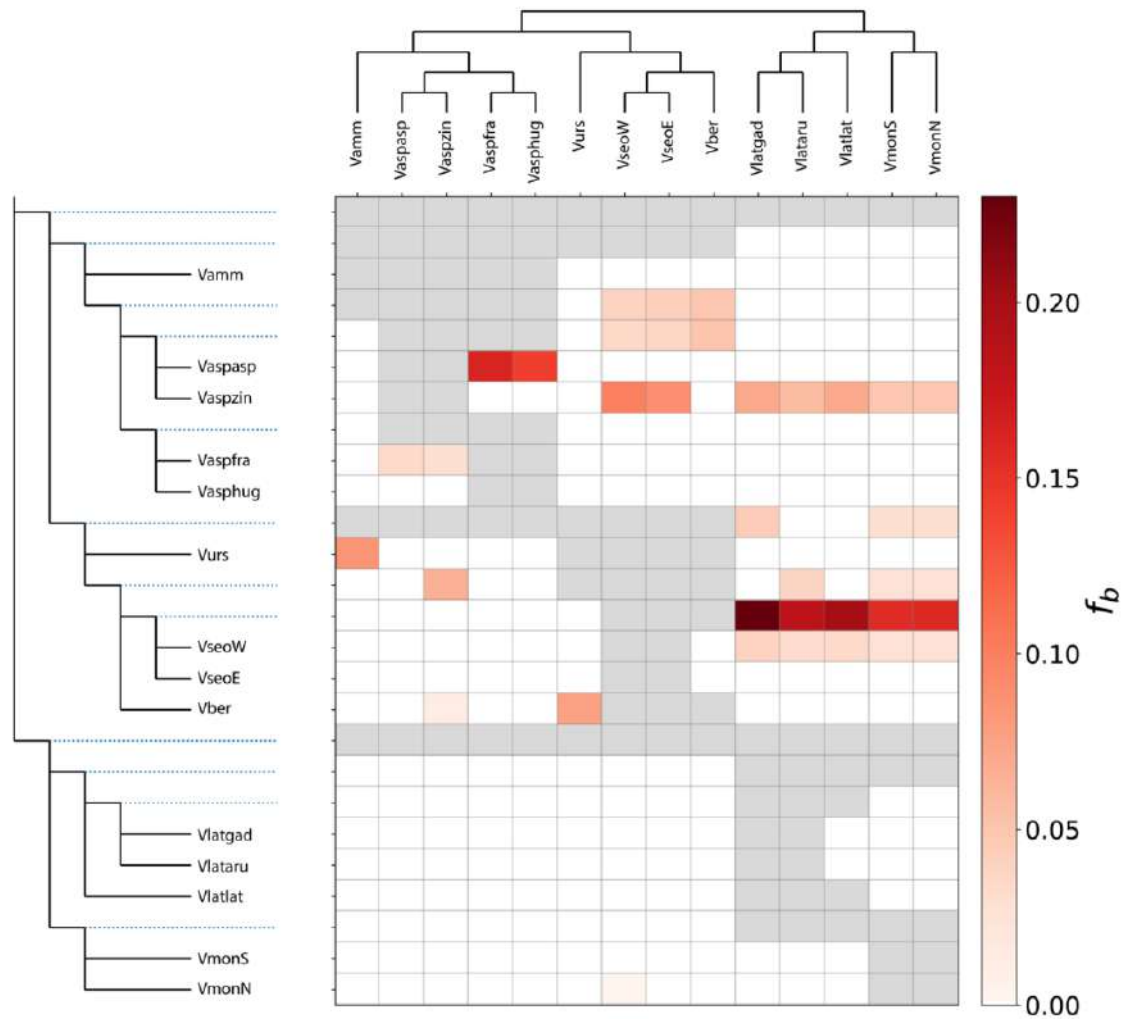 Vamm
Vaspasp
Vaspzin
Vaspfra
Vasphug
Vurs
VseoW
VseoE
Vber
Vlatgad
Vlataru
Vlatlat
VmonS
VmonN
Vamm
Vaspasp
Vaspzin
Vaspfra
Vasphug
Vurs
VseoW
VseoE
Vber
Vlatgad
Vlataru
Vlatlat
VmonS
VmonN
0.20
0.15
0.10
0.05
0.00
fb